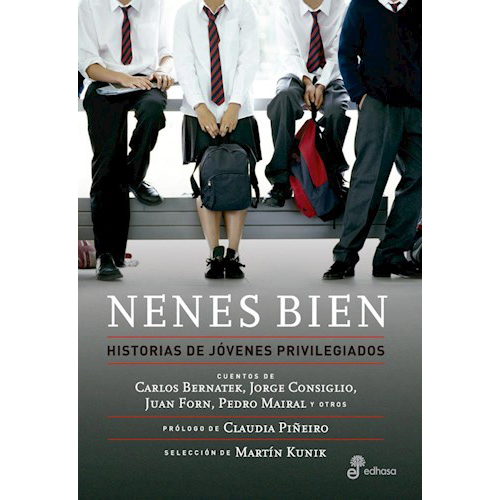 NENES BIEN
HISTORIAS DE JÓVENES PRIVILEGIADOS
CUENTOS DE
CARLOS BERNATEK, JORGE CONSIGLIO,
JUAN FORN, PEDRO MAIRAL Y OTROS
PRÓLOGO DE CLAUDIA PIÑEIRO
SELECCIÓN DE MARTÍN KUNIK
edhasa